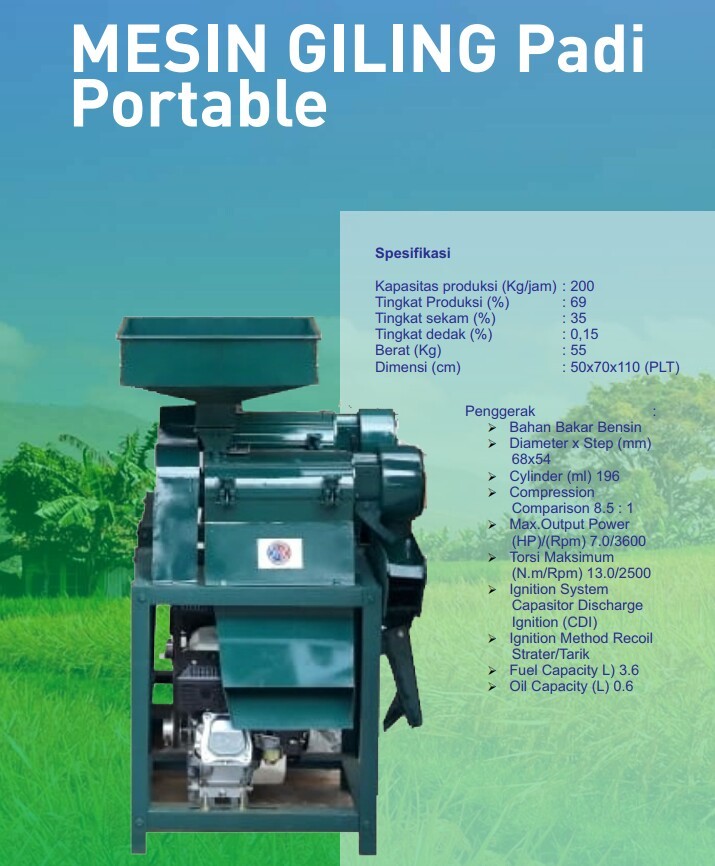 MESIN GILING Padi
Portable
Spesifikasi
Kapasitas produksi (Kg/jam) : 200
Tingkat Produksi (%) : 69
Tingkat sekam (%) : 35
Tingkat dedak (%) : 0,15
Berat (Kg) : 55
Dimensi (cm) : 50x70x110 (PLT)
Penggerak :
➢ Bahan Bakar Bensin
➢ Diameter x Step (mm)
68x54
➢ Cylinder (ml) 196
➢ Compression
Comparison 8.5 : 1
➢ Max.Output Power
(HP)/(Rpm) 7.0/3600
➢ Torsi Maksimum
(N.m/Rpm) 13.0/2500
➢ Ignition System
Capasitor Discharge
Ignition (CDI)
➢ Ignition Method Recoil
Strater/Tarik
➢ Fuel Capacity L) 3.6
➢ Oil Capacity (L) 0.6